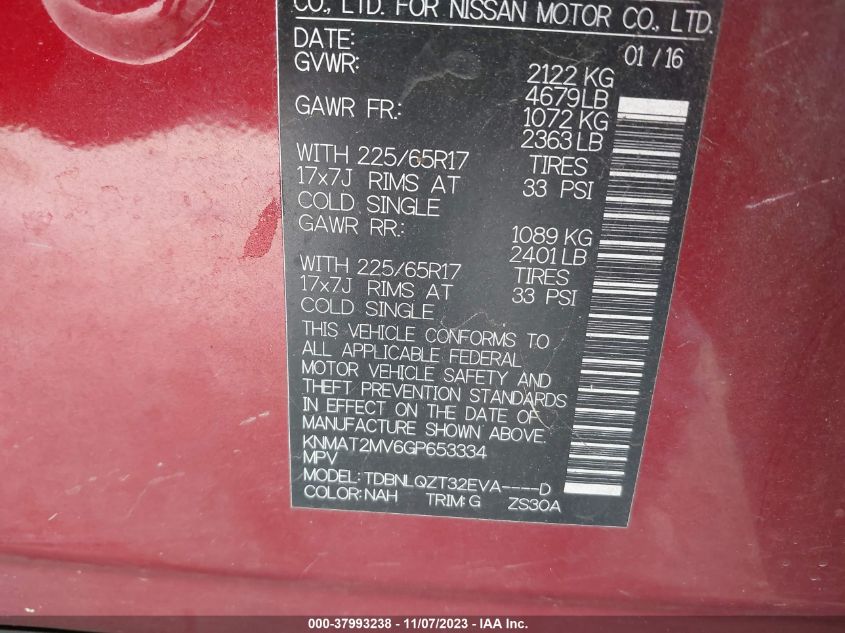 CO., LTD. FOR NISSAN MOTOR CO., LTD.
DATE: 01 / 16
GVWR: 2122 KG
4679LB
GAWR FR: 1072 KG
2363 LB
WITH 225/65R17 TIRES
17x7J RIMS AT 33 PSI
COLD SINGLE
GAWR RR: 1089 KG
2401 LB
WITH 225/65R17 TIRES
17x7J RIMS AT 33 PSI
COLD SINGLE
THIS VEHICLE CONFORMS TO
ALL APPLICABLE FEDERAL
MOTOR VEHICLE SAFETY AND
THEFT PREVENTION STANDARDS
IN EFFECT ON THE DATE OF
MANUFACTURE SHOWN ABOVE.
KNMAT2MV6GP653334
MPV
MODEL: TDBNLQZT32EVA----D
COLOR: NAH TRIM: G ZS30A
000-37993238 - 11/07/2023 - IAA Inc.